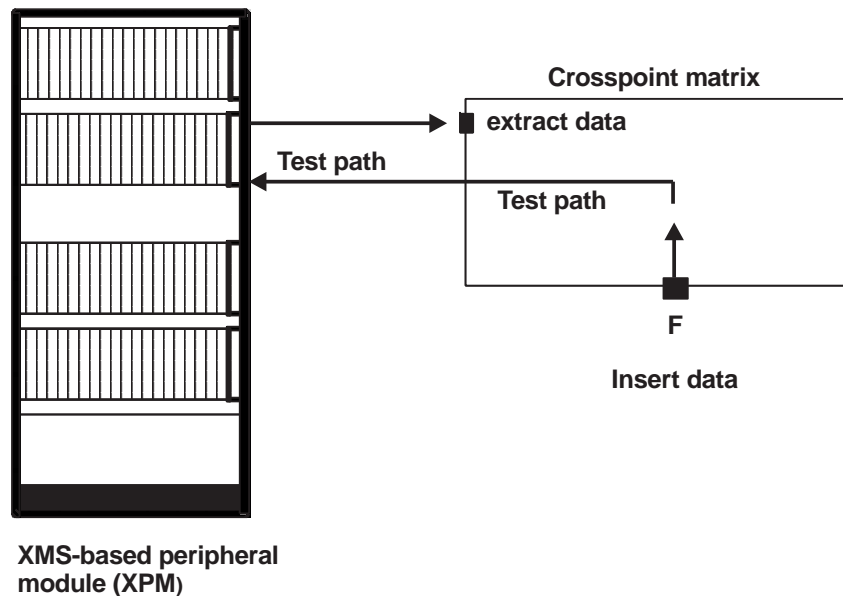 Crosspoint matrix
extract data
Test path
Test path
F
Insert data
XMS-based peripheral
module (XPM)